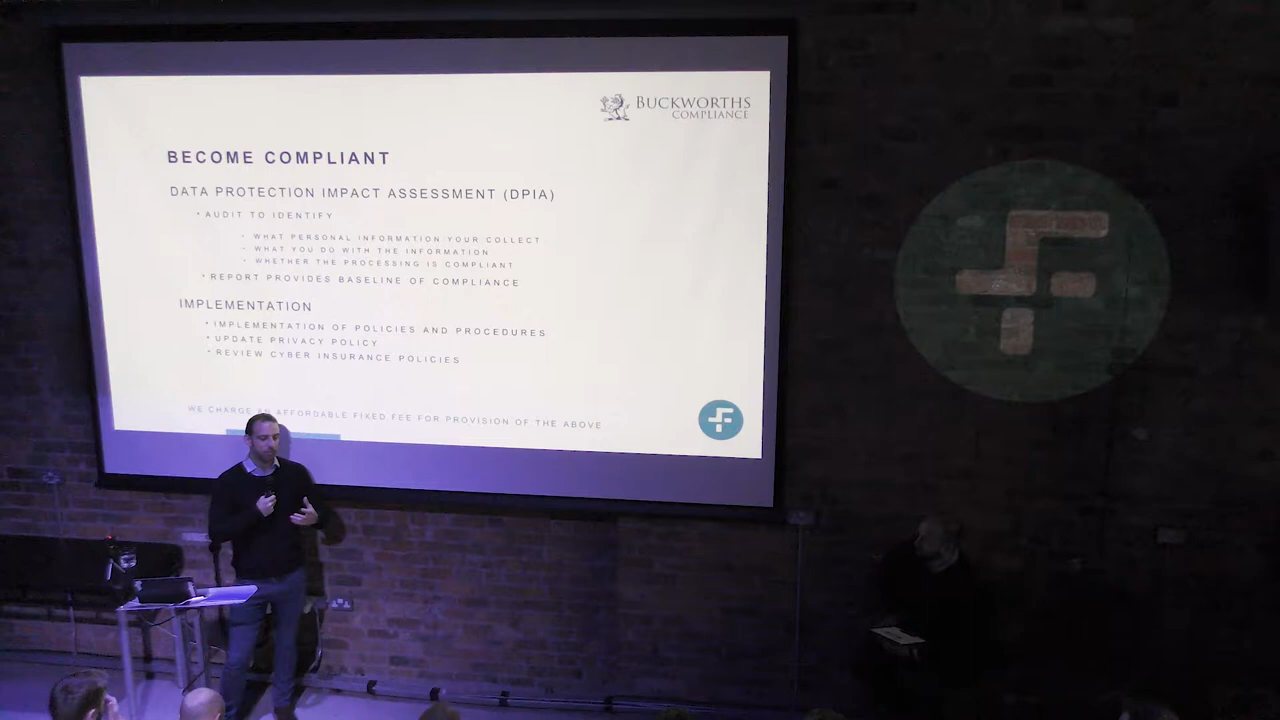 BUCKWORTHS
COMPLIANCE
BECOME COMPLIANT
DATA PROTECTION IMPACT ASSESSMENT (DPIA)
• AUDIT TO IDENTIFY
• WHAT PERSONAL INFORMATION YOUR COLLECT
• WHAT YOU DO WITH THE INFORMATION
• WHETHER THE PROCESSING IS COMPLIANT
• REPORT PROVIDES BASELINE OF COMPLIANCE
IMPLEMENTATION
• IMPLEMENTATION OF POLICIES AND PROCEDURES
• UPDATE PRIVACY POLICY
• REVIEW CYBER INSURANCE POLICIES
WE CHARGE AN AFFORDABLE FIXED FEE FOR PROVISION OF THE ABOVE